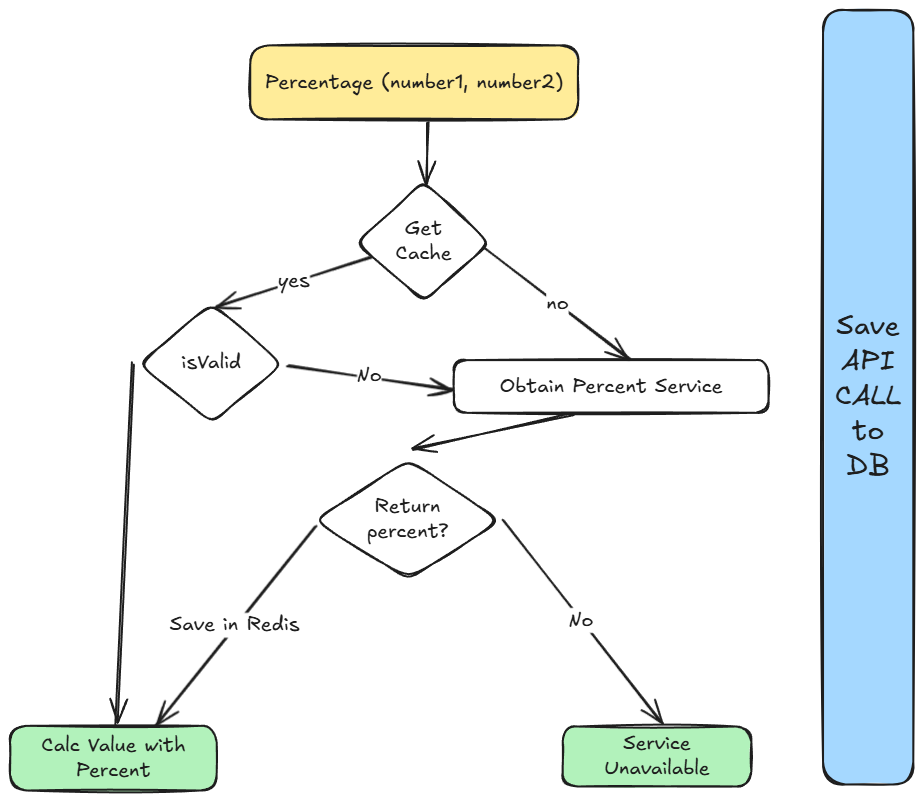 Percentage (number1, number2)
Get
Cache
yes
no
isValid
No
Obtain Percent Service
Return
percent?
Save in Redis
No
Calc Value with
Percent
Service
Unavailable
Save
API
CALL
to
DB